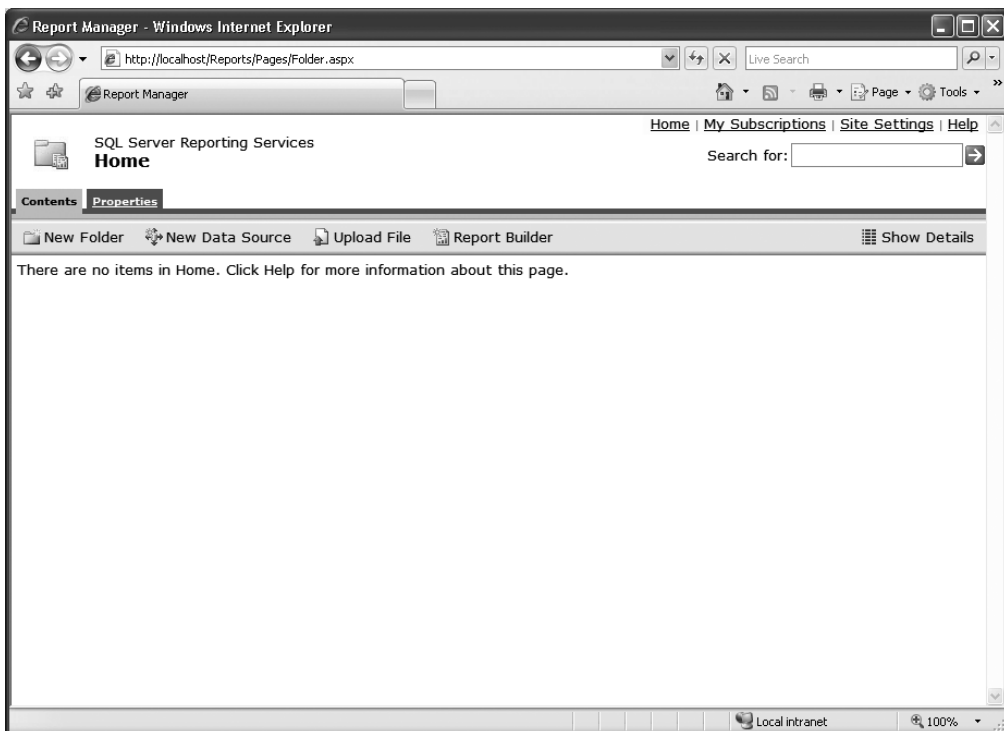 Report Manager - Windows Internet Explorer
http://localhost/Reports/Pages/Folder.aspx
Live Search
Report Manager
Page
Tools
»
Home | My Subscriptions | Site Settings | Help
SQL Server Reporting Services
Home
Search for:
Contents
Properties
New Folder
New Data Source
Upload File
Report Builder
Show Details
There are no items in Home. Click Help for more information about this page.
Local intranet
100%